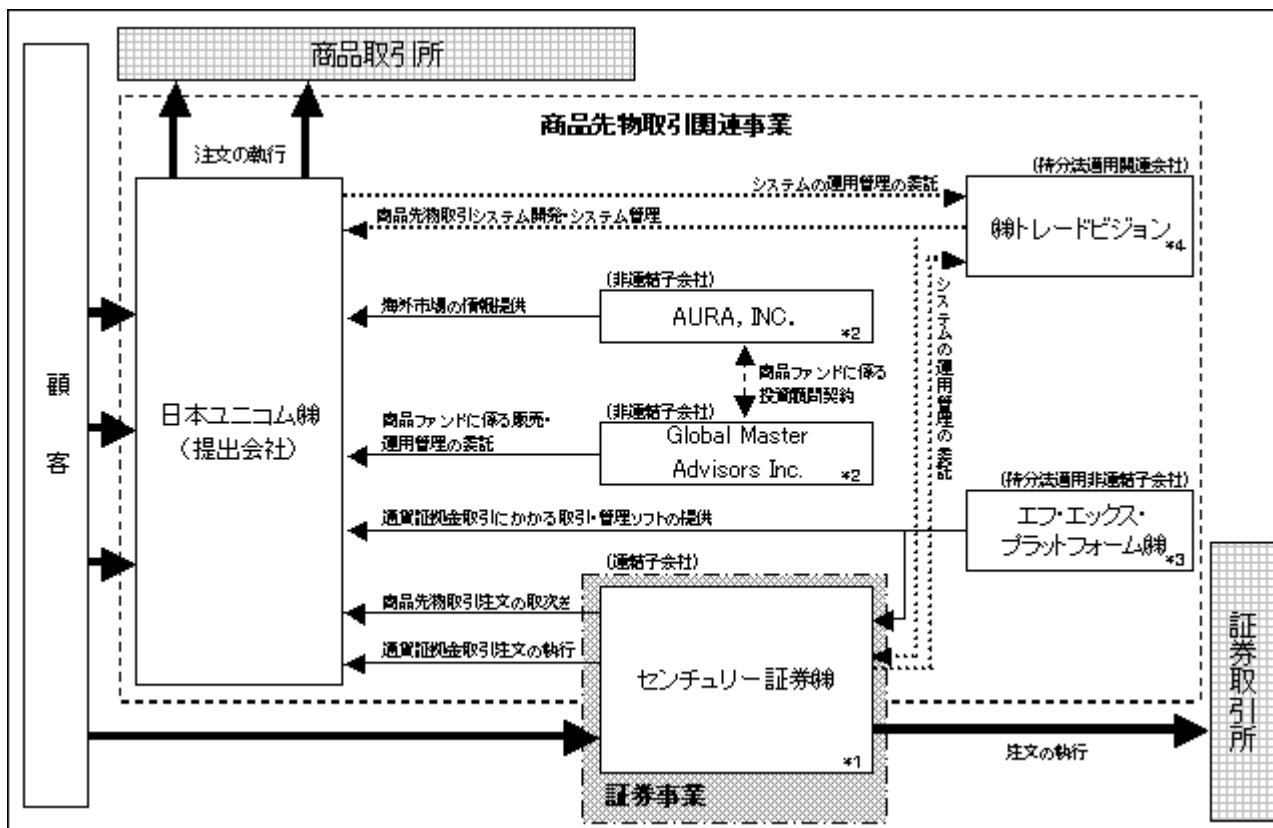 商品取引所
商品先物取引関連事業
注文の執行
(持分法適用関連会社)
システムの運用管理の委託
㈱トレードビジョン
*4
商品先物取引システム開発・システム管理
(非連結子会社)
AURA, INC.
*2
海外市場の情報提供
システムの運用管理の委託
商品ファンドに係る
投資顧問契約
顧客
日本ユニコム㈱
(提出会社)
(非連結子会社)
Global Master
Advisors Inc.
*2
商品ファンドに係る販売・
運用管理の委託
(持分法適用非連結子会社)
エフ・エックス・
プラットフォーム㈱
*3
通貨証拠金取引にかかる取引・管理ソフトの提供
(連結子会社)
商品先物取引注文の取次ぎ
通貨証拠金取引注文の執行
センチュリー証券㈱
*1
証券事業
注文の執行
証券取引所